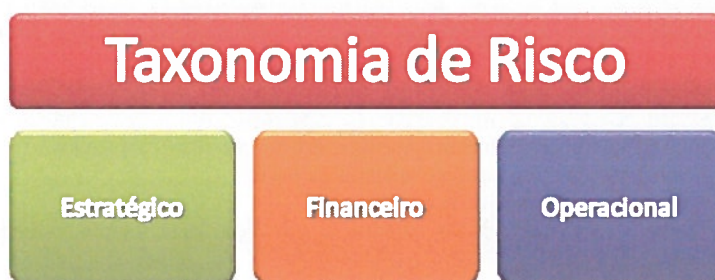 Taxonomia de Risco
Estratégico
Financeiro
Operacional